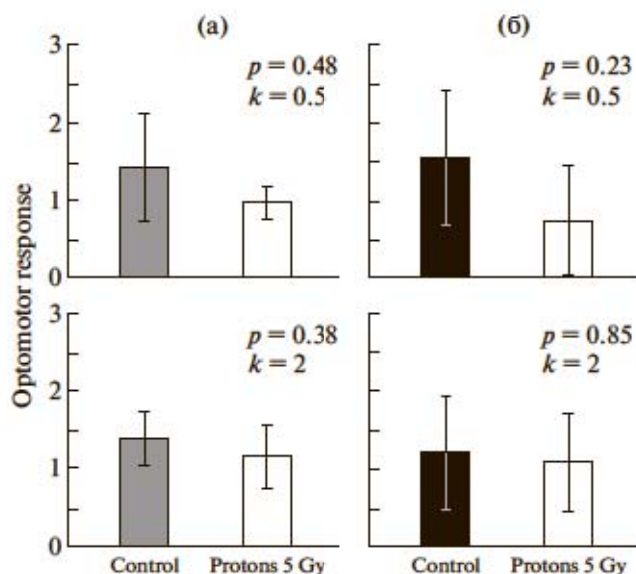 (а)
(б)
Optomotor response
3
2
1
0
p = 0.48
k = 0.5
p = 0.23
k = 0.5
3
2
1
0
p = 0.38
k = 2
p = 0.85
k = 2
Control
Protons 5 Gy
Control
Protons 5 Gy